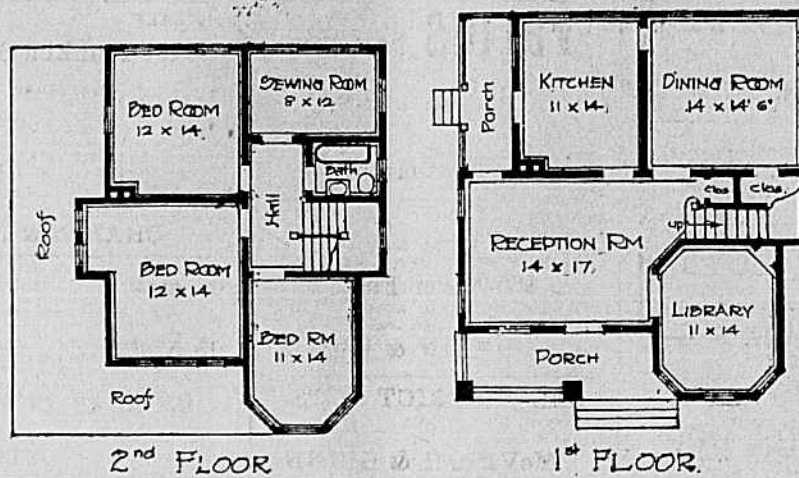 BED ROOM
12 x 14
SEWING ROOM
8 x 12
Bath
Hall
Roof
BED ROOM
12 x 14
BED RM
11 x 14
Roof
2nd FLOOR
Porch
KITCHEN
11 x 14
DINING ROOM
14 x 14' 6"
clos
clos.
UP
RECEPTION RM
14 x 17
LIBRARY
11 x 14
PORCH
1st FLOOR.